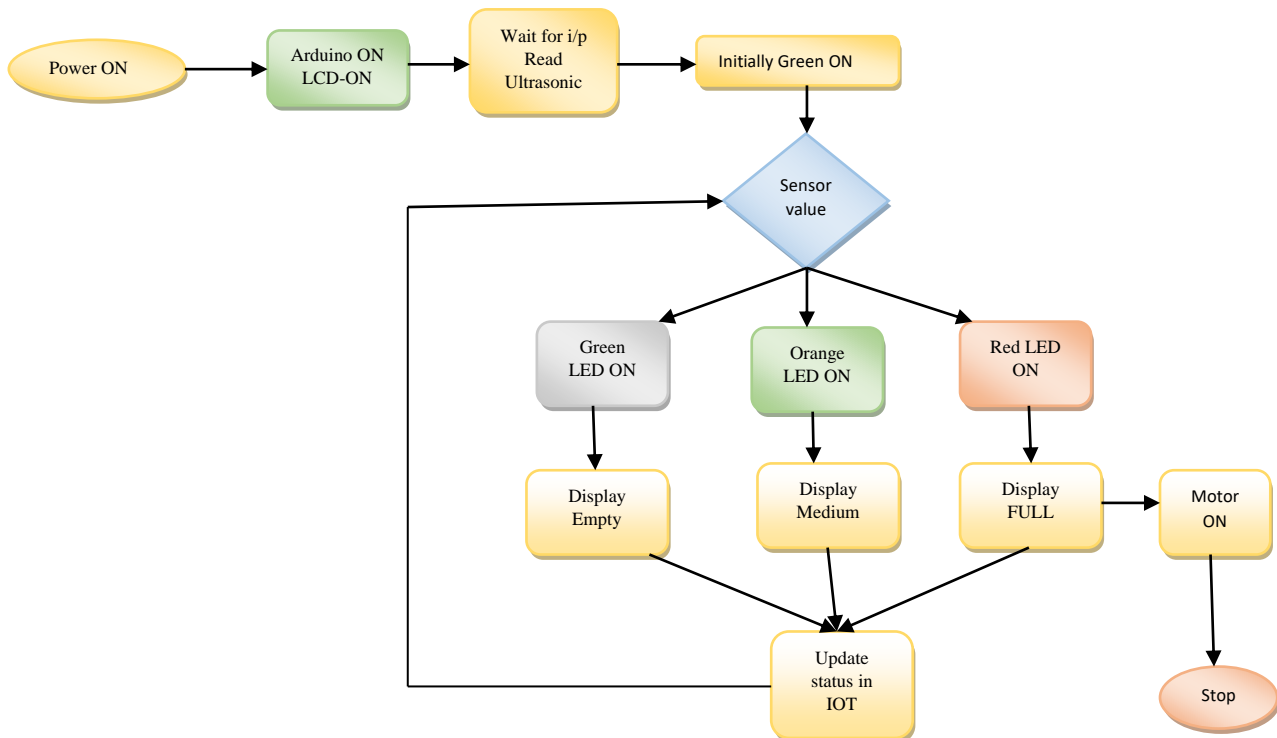 Power ON
Arduino ON
LCD-ON
Wait for i/p
Read
Ultrasonic
Initially Green ON
Sensor
value
Green
LED ON
Orange
LED ON
Red LED
ON
Display
Empty
Display
Medium
Display
FULL
Motor
ON
Update
status in
IOT
Stop